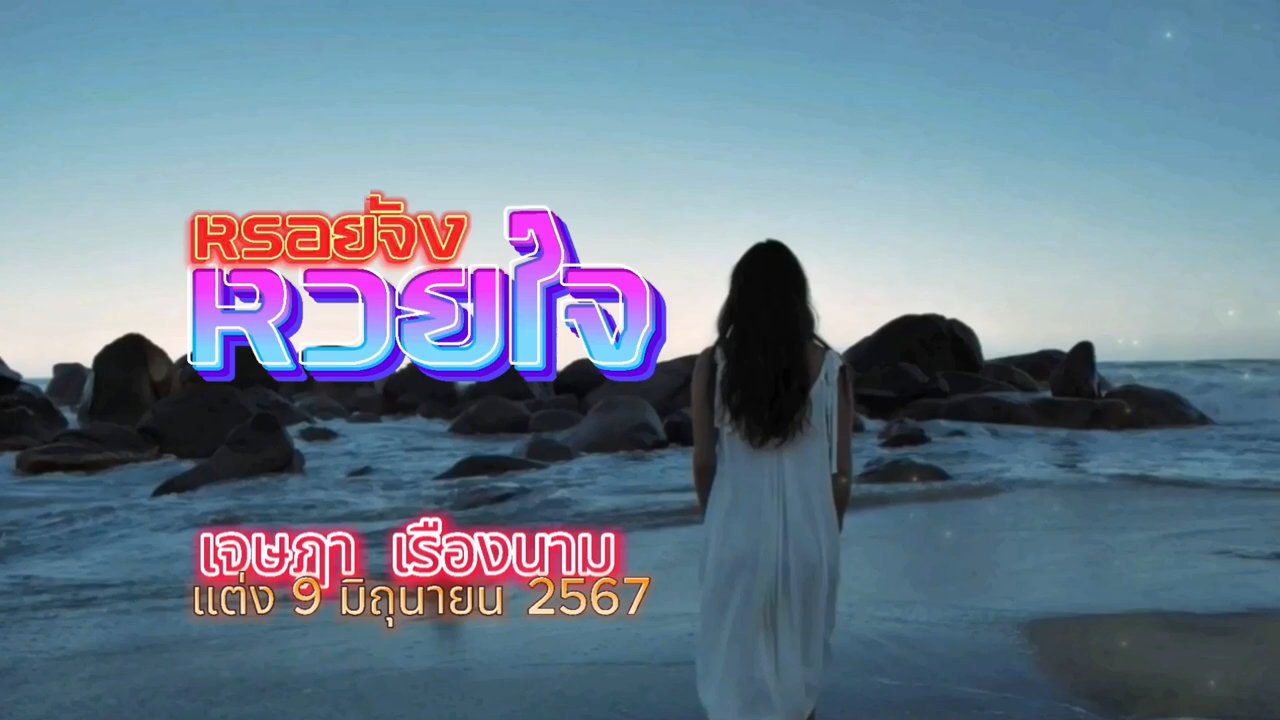 หรอย์จัง
หวยใจ
เจษฎา เรืองนาม
แต่ง 9 มิถุนายน 2567